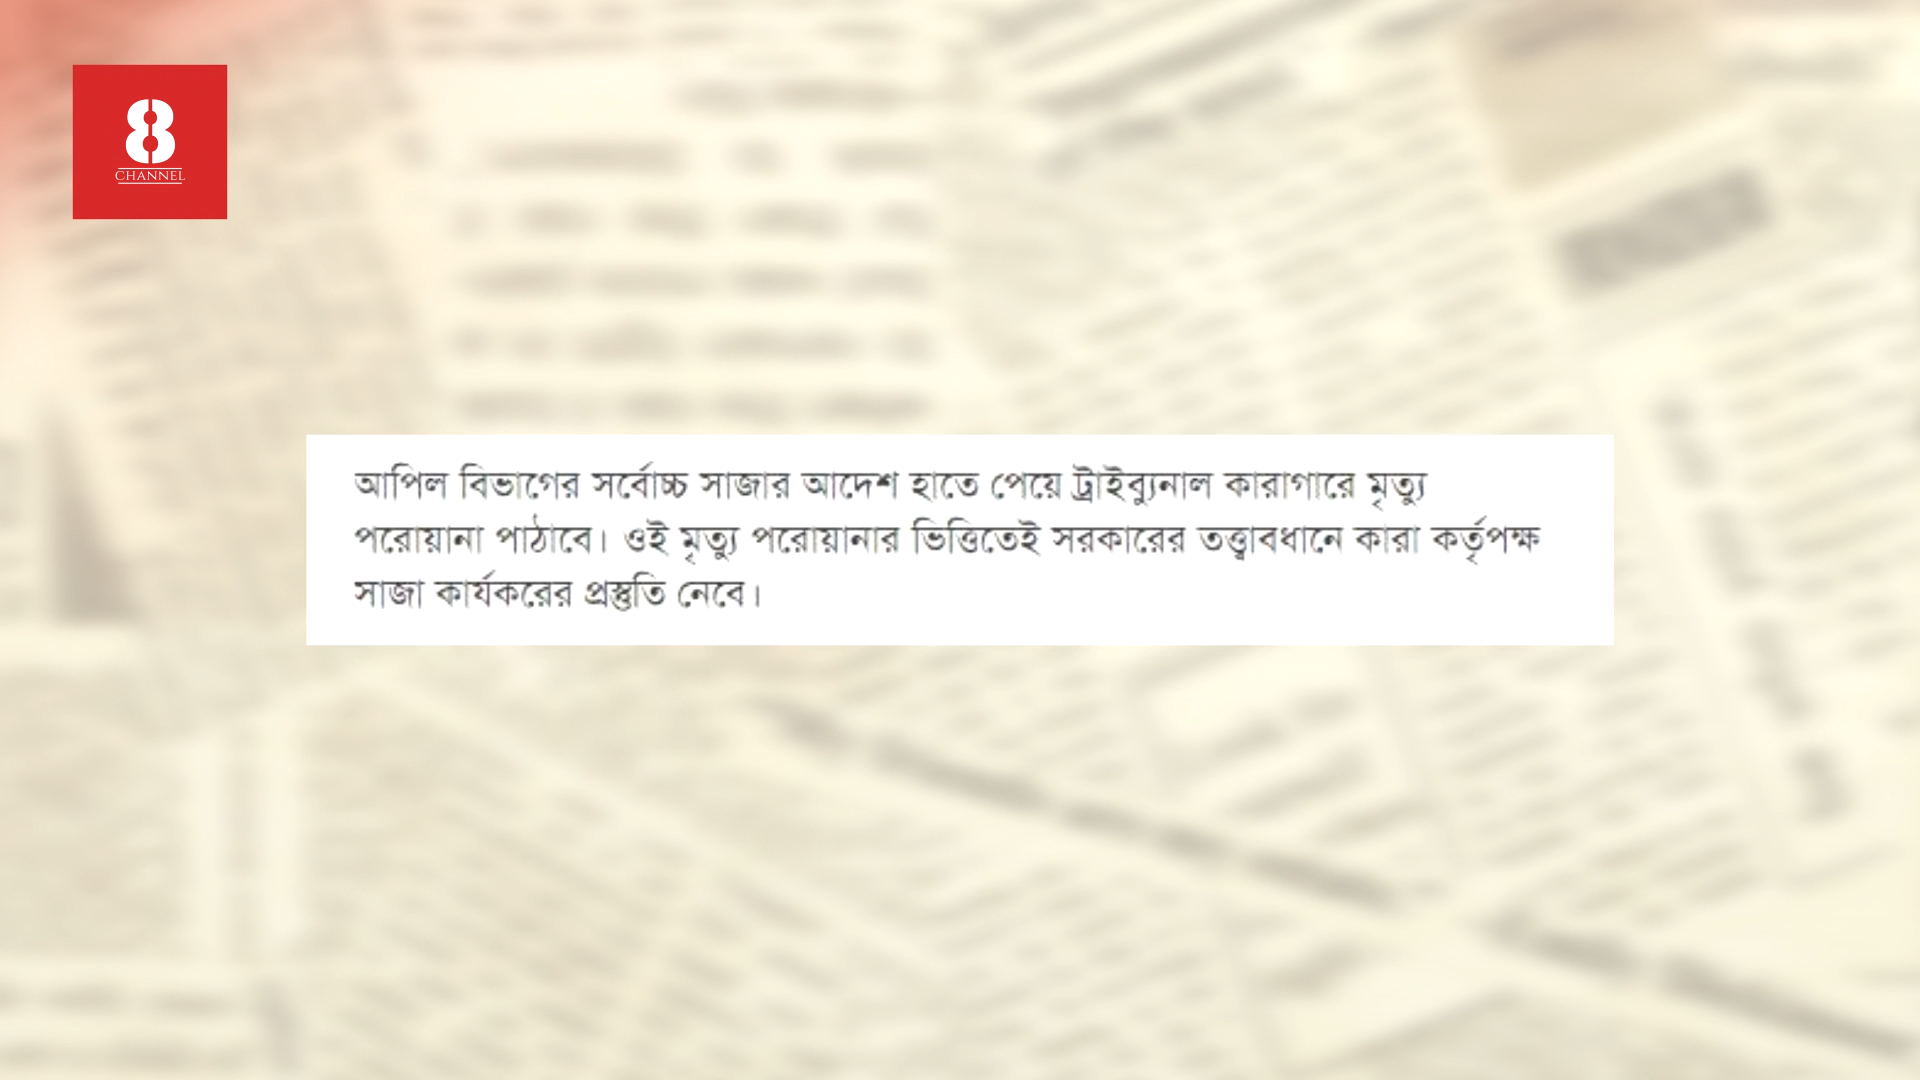 8
CHANNEL
আপিল বিভাগের সর্বোচ্চ সাজার আদেশ হাতে পেয়ে ট্রাইব্যুনাল কারাগারে মৃত্যু
পরোয়ানা পাঠাবে। ওই মৃত্যু পরোয়ানার ভিত্তিতেই সরকারের তত্ত্বাবধানে কারা কর্তৃপক্ষ
সাজা কার্যকরের প্রস্তুতি নেবে।